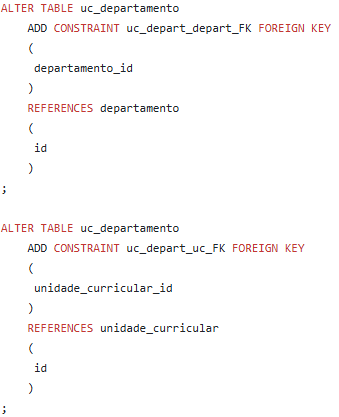 ALTER TABLE uc_departamento
ADD CONSTRAINT uc_depart_depart_FK FOREIGN KEY
(
departamento_id
)
REFERENCES departamento
(
id
)
;
ALTER TABLE uc_departamento
ADD CONSTRAINT uc_depart_uc_FK FOREIGN KEY
(
unidade_curricular_id
)
REFERENCES unidade_curricular
(
id
)
;